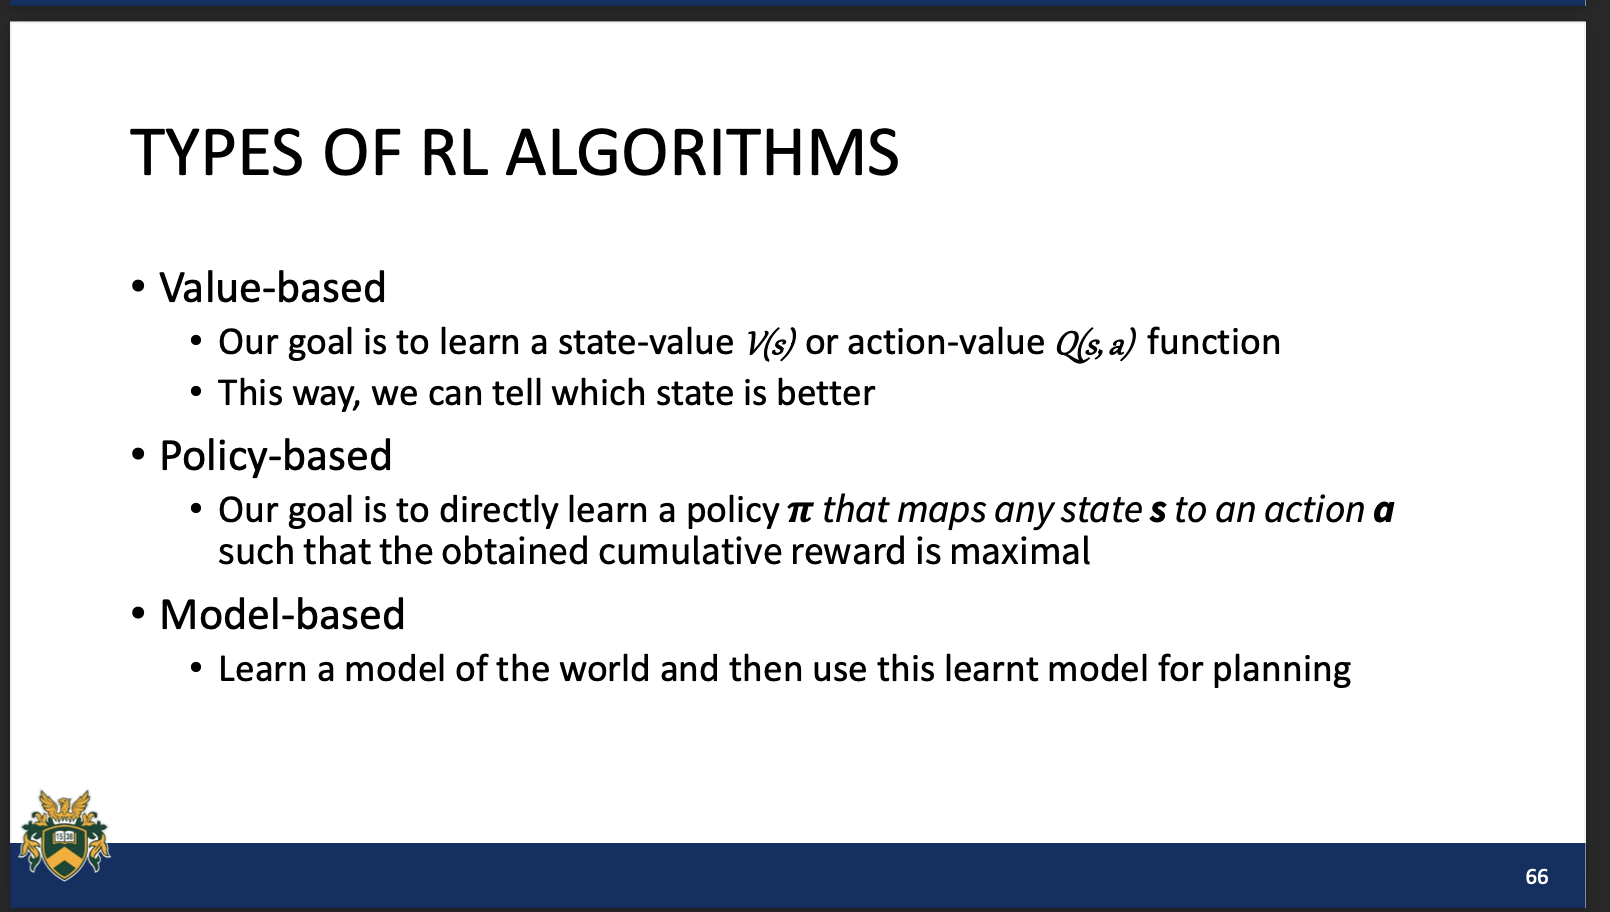 TYPES OF RL ALGORITHMS
• Value-based
• Our goal is to learn a state-value V(s) or action-value Q(s, a) function
• This way, we can tell which state is better
• Policy-based
• Our goal is to directly learn a policy π that maps any state s to an action a
such that the obtained cumulative reward is maximal
• Model-based
• Learn a model of the world and then use this learnt model for planning
15 38
66